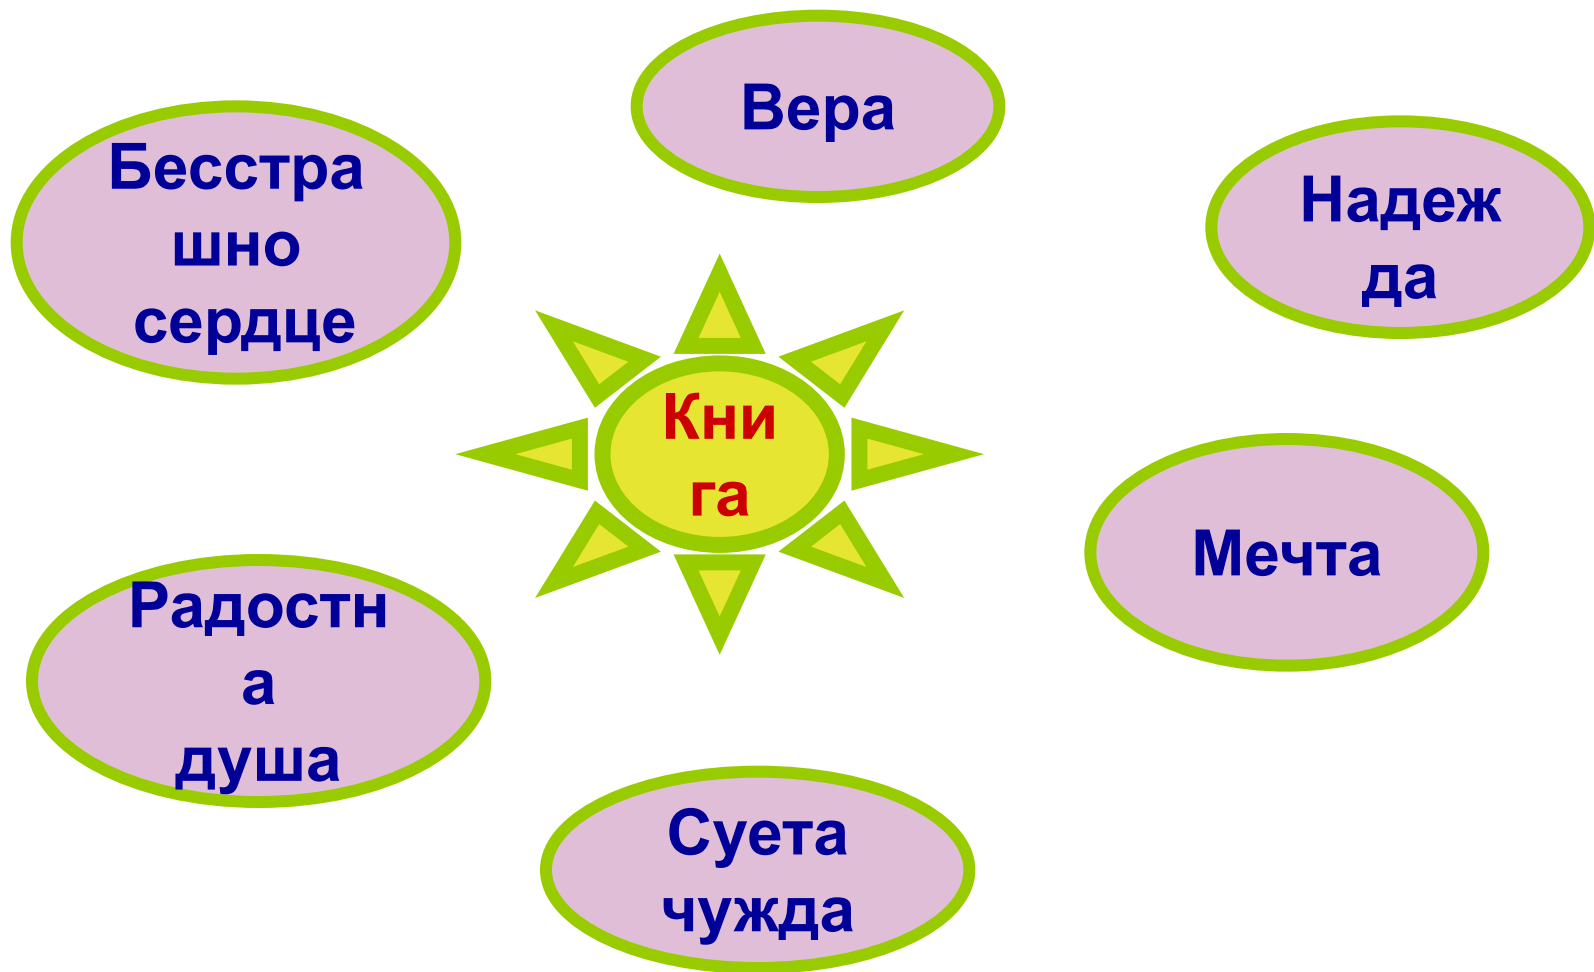 Вера
Бесстра
шно
сердце
Надеж
да
Кни
га
Мечта
Радостн
а
душа
Суета
чужда